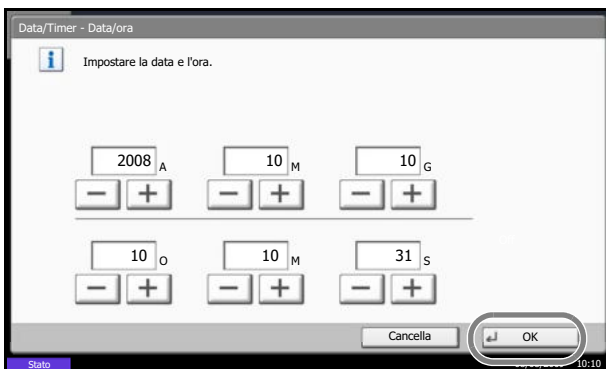 Data/Timer - Data/ora
Impostare la data e l'ora.
2008 A 10 M 10 G
10 O 10 M 31 S
Cancella OK
Stato 10:10